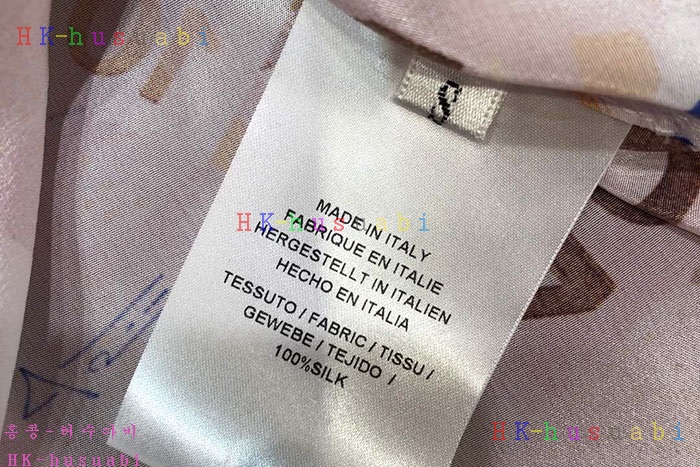 HK-husuabi
S
MADE IN ITALY
FABRIQUE EN ITALIE
HK-husuabi
HERGESTELLT IN ITALIEN
HECHO EN ITALIA
TESSUTO / FABRIC / TISSU /
GEWEBE / TEJIDO /
100%SILK
홍콩-허수아비
HK-husuabi
HK-husuabi